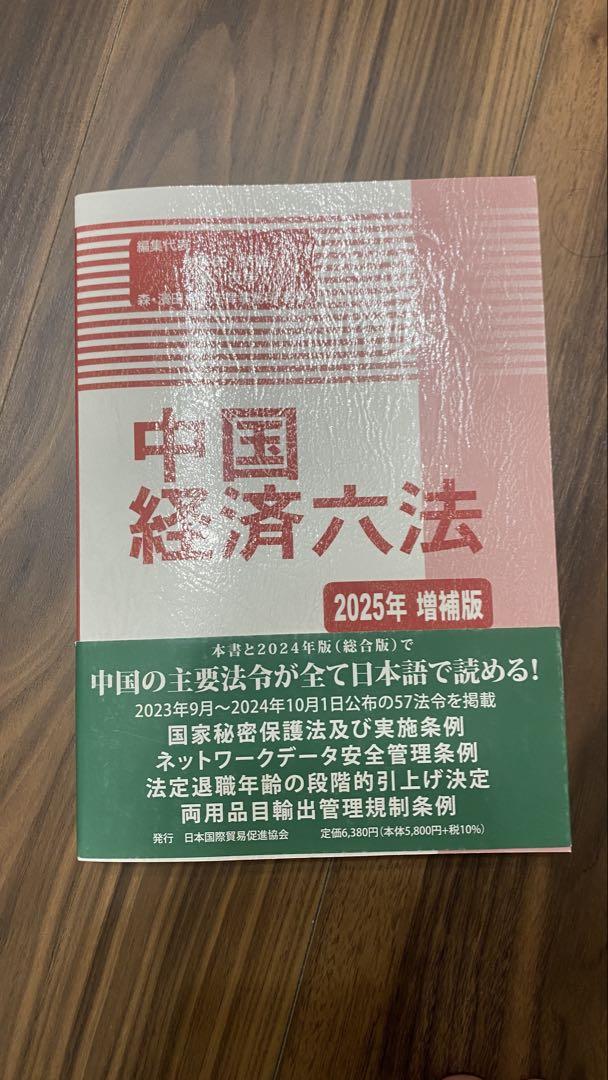 編集代表
森・濱田
中国
経済六法
2025年 増補版
本書と2024年版(総合版)で
中国の主要法令が全て日本語で読める!
2023年9月〜2024年10月1日公布の57法令を掲載
国家秘密保護法及び実施条例
ネットワークデータ安全管理条例
法定退職年齢の段階的引上げ決定
両用品目輸出管理規制条例
発行 日本国際貿易促進協会 定価6,380円(本体5,800円+税10%)